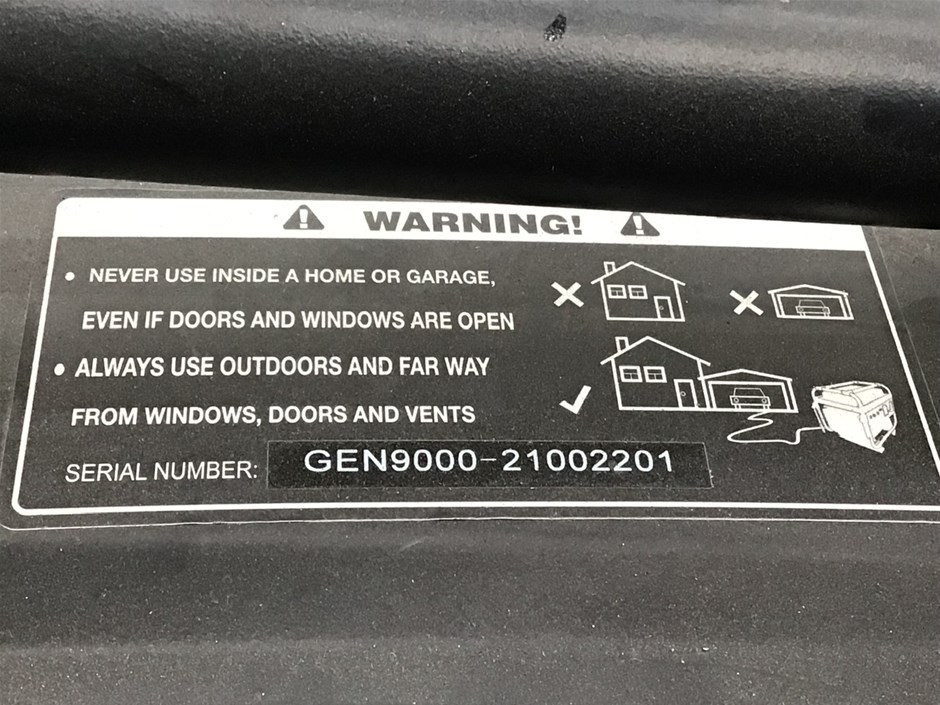 WARNING!
• NEVER USE INSIDE A HOME OR GARAGE,
EVEN IF DOORS AND WINDOWS ARE OPEN
• ALWAYS USE OUTDOORS AND FAR WAY
FROM WINDOWS, DOORS AND VENTS
SERIAL NUMBER: GEN9000-21002201